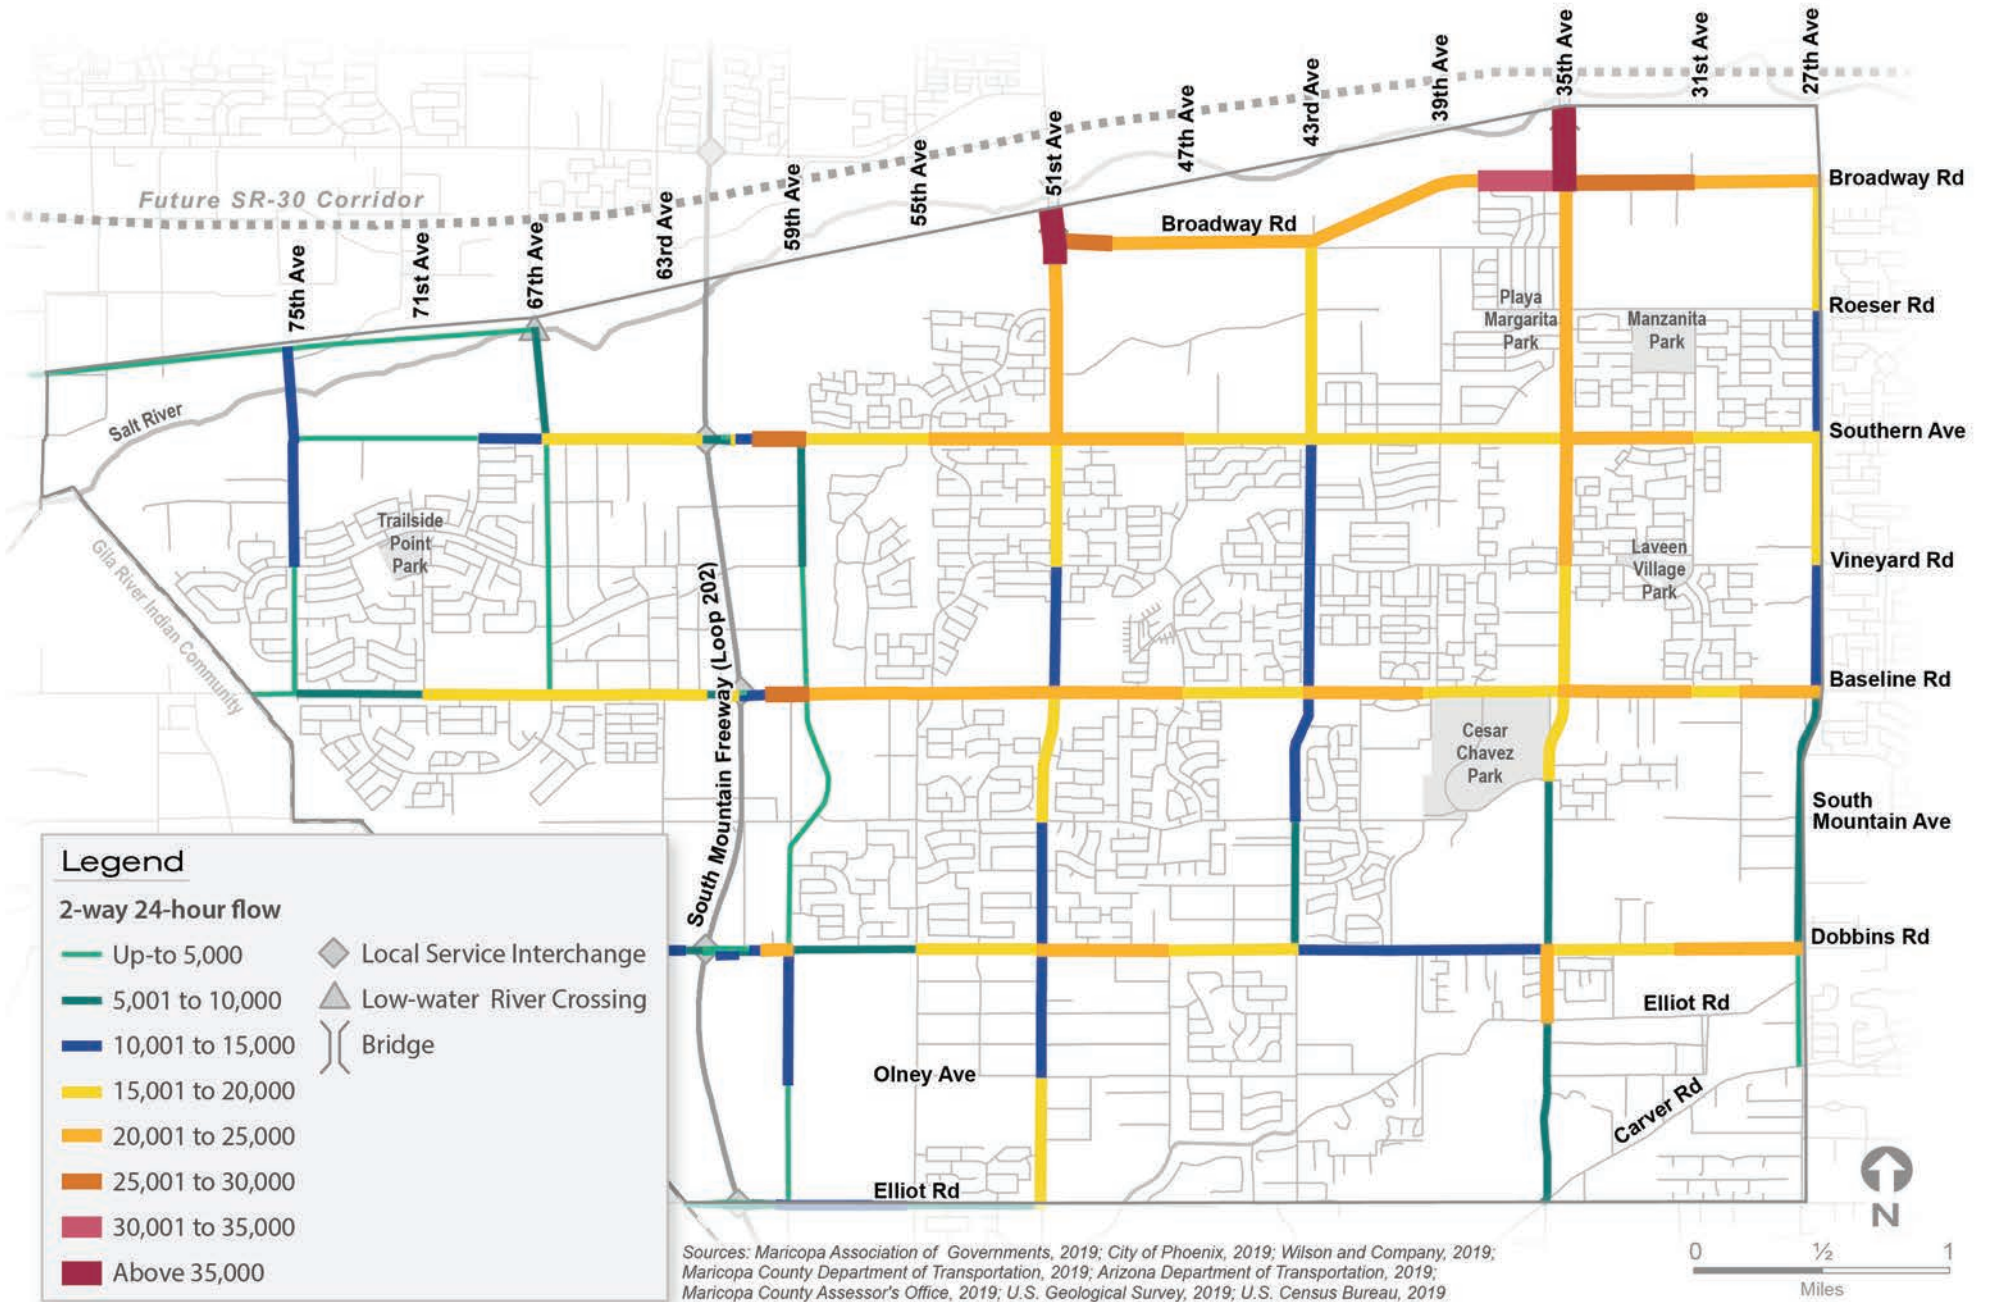 35th Ave
31st Ave
27th Ave
39th Ave
43rd Ave
47th Ave
51st Ave
55th Ave
59th Ave
63rd Ave
67th Ave
71st Ave
75th Ave
Future SR-30 Corridor
Broadway Rd
Broadway Rd
Roeser Rd
Playa
Margarita
Park
Manzanita
Park
Salt River
Southern Ave
Trailside
Point
Park
Laveen
Village
Park
Vineyard Rd
Gila River Indian Community
South Mountain Freeway (Loop 202)
Baseline Rd
Cesar
Chavez
Park
South
Mountain Ave
Dobbins Rd
Elliot Rd
Olney Ave
Carver Rd
Elliot Rd
Legend
2-way 24-hour flow
Up-to 5,000
5,001 to 10,000
10,001 to 15,000
15,001 to 20,000
20,001 to 25,000
25,001 to 30,000
30,001 to 35,000
Above 35,000
Local Service Interchange
Low-water River Crossing
Bridge
N
0 ½ 1
Miles
Sources: Maricopa Association of Governments, 2019; City of Phoenix, 2019; Wilson and Company, 2019;
Maricopa County Department of Transportation, 2019; Arizona Department of Transportation, 2019;
Maricopa County Assessor's Office, 2019; U.S. Geological Survey, 2019; U.S. Census Bureau, 2019